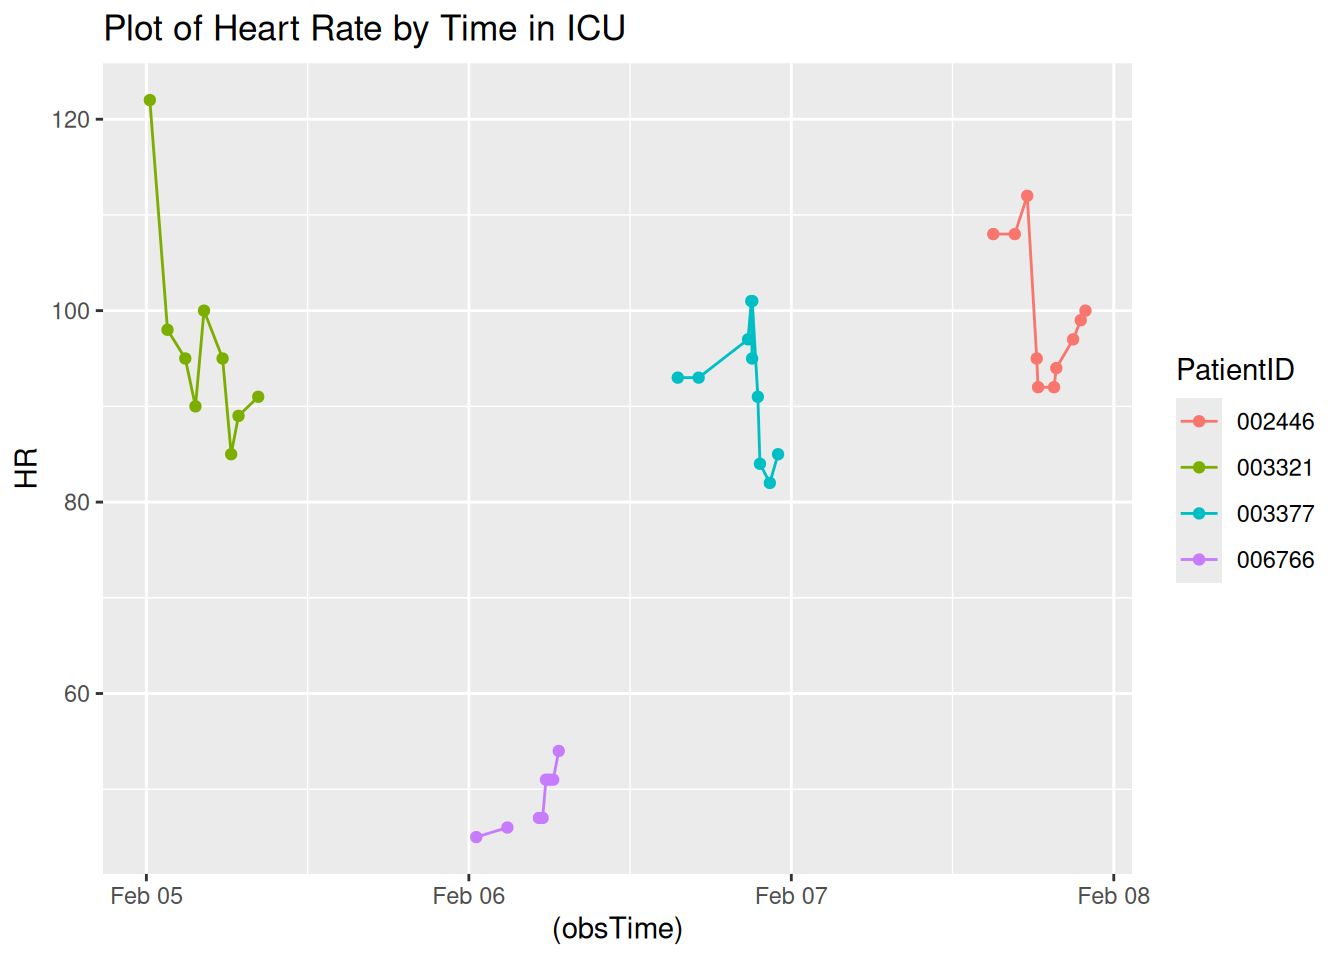 Plot of Heart Rate by Time in ICU
120
100
80
60
HR
Feb 05 Feb 06 Feb 07 Feb 08
(obsTime)
PatientID
002446
003321
003377
006766